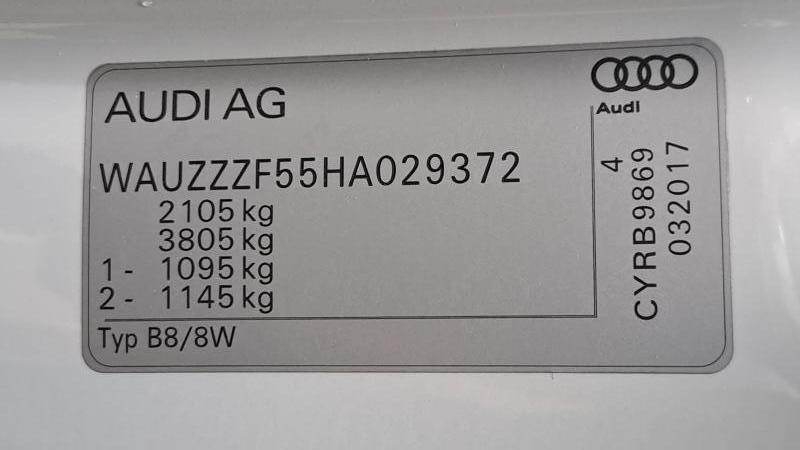 AUDI AG
Audi
WAUZZZF55HA029372
2105 kg
3805 kg
1 - 1095 kg
2 - 1145 kg
Typ B8/8W
4
CYRB9869
032017